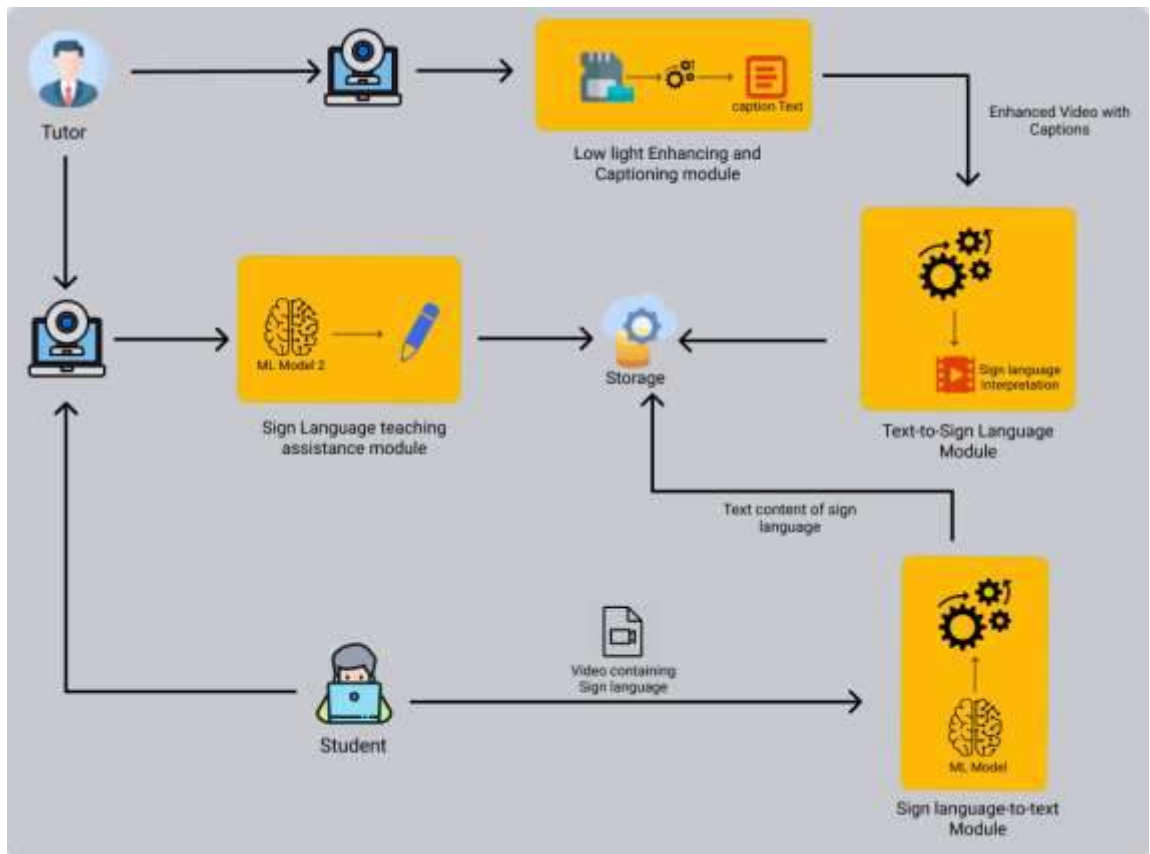 Tutor
caption Text
Low light Enhancing and
Captioning module
Enhanced Video with
Captions
ML Model 2
Sign Language teaching
assistance module
Storage
Sign language
Interpretation
Text-to-Sign Language
Module
Text content of sign
language
Video containing
Sign language
Student
ML Model
Sign language-to-text
Module